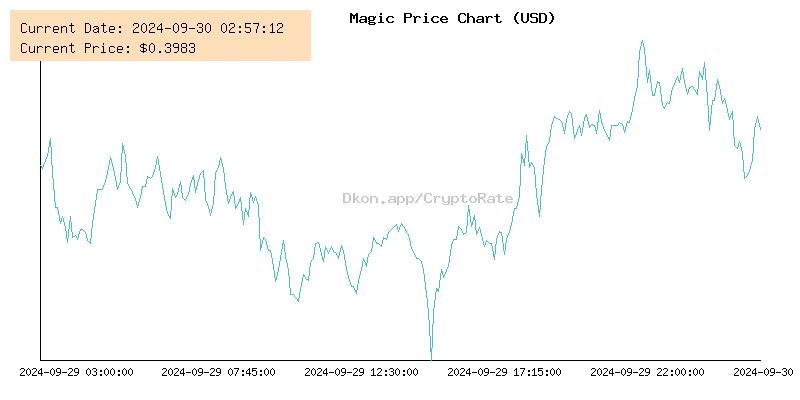 Magic Price Chart (USD)
Current Date: 2024-09-30 02:57:12
Current Price: $0.3983
Dkon.app/CryptoRate
2024-09-29 03:00:00 2024-09-29 07:45:00 2024-09-29 12:30:00 2024-09-29 17:15:00 2024-09-29 22:00:00 2024-09-30